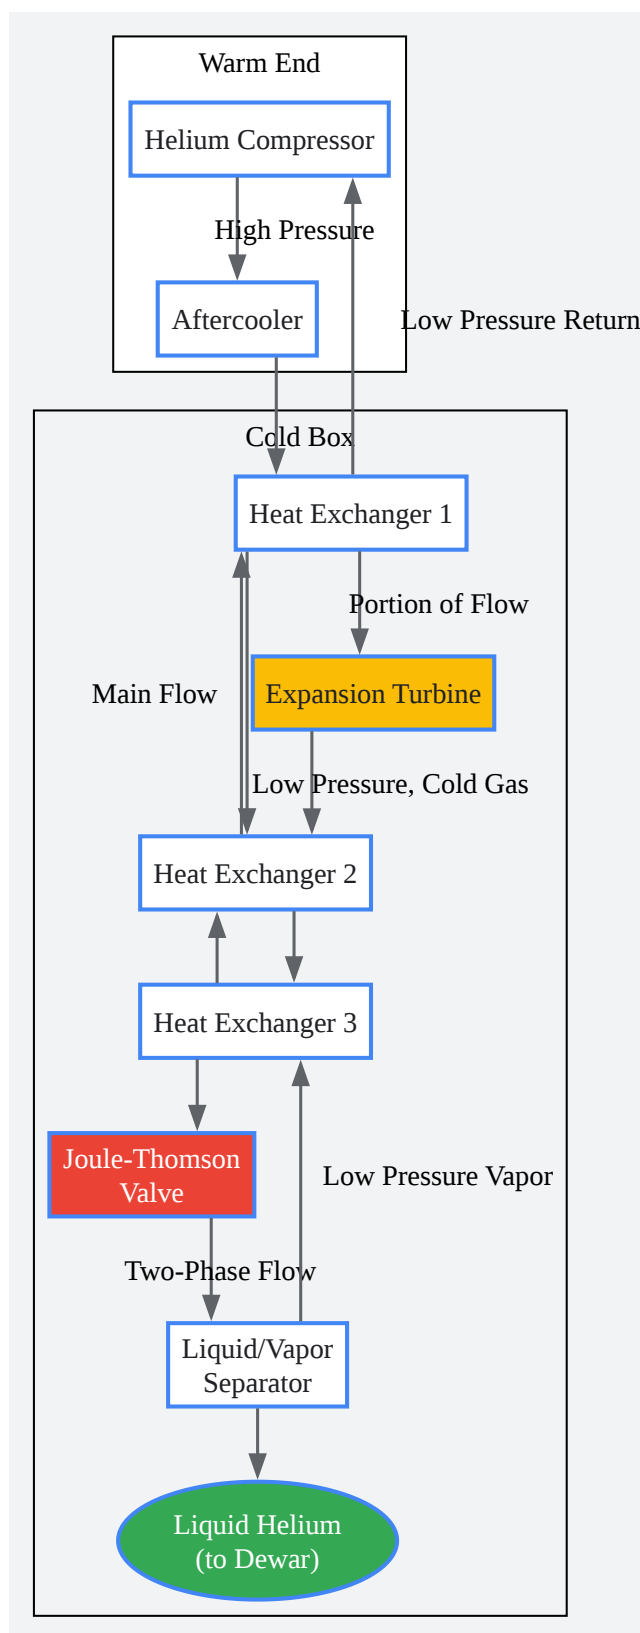 Warm End
Helium Compressor
High Pressure
Aftercooler
Low Pressure Return
Cold Box
Heat Exchanger 1
Portion of Flow
Main Flow
Expansion Turbine
Low Pressure, Cold Gas
Heat Exchanger 2
Heat Exchanger 3
Joule-Thomson
Valve
Low Pressure Vapor
Two-Phase Flow
Liquid/Vapor
Separator
Liquid Helium
(to Dewar)